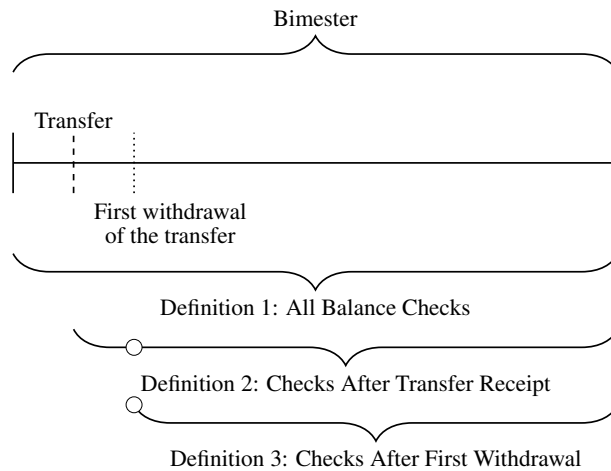 Bimester
Transfer
First withdrawal
of the transfer
Definition 1: All Balance Checks
Definition 2: Checks After Transfer Receipt
Definition 3: Checks After First Withdrawal